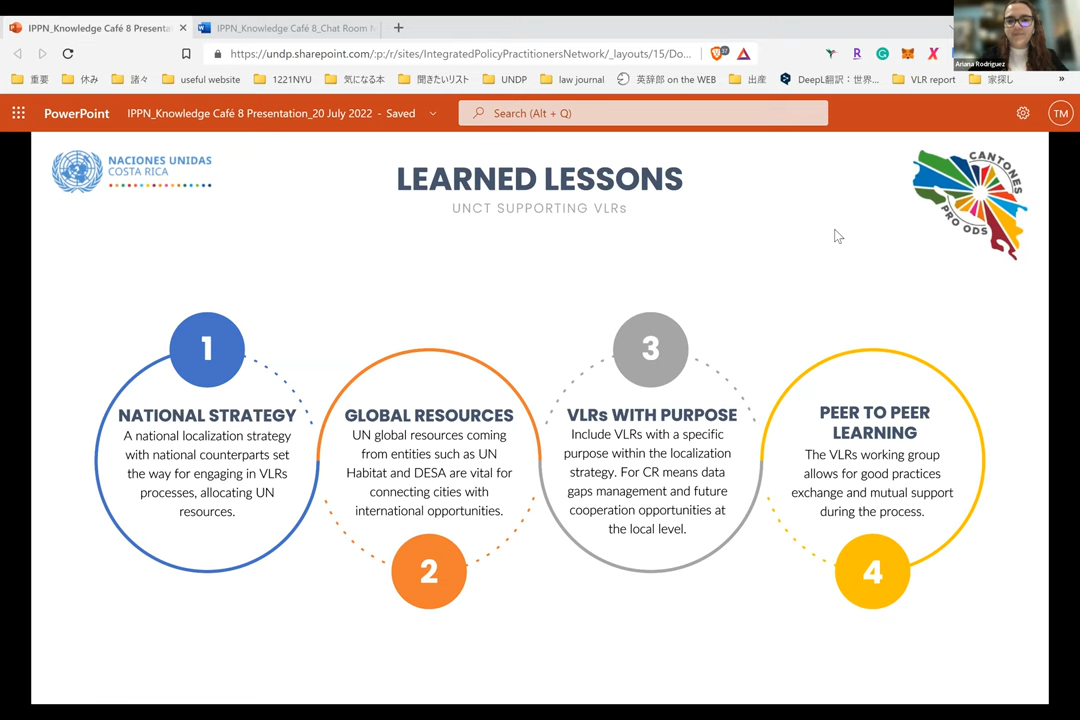 IPPN_Knowledge Café 8 Presenta
IPPN_Knowledge Café 8_Chat Room
https://undp.sharepoint.com/:p:/r/sites/IntegratedPolicyPractitionersNetwork/_layouts/15/Do...
37
R
X
Ariana Rodriguez
重要
休み
諸々
useful website
1221NYU
気になる本
聞きたいリスト
UNDP
law journal
英辞郎 on the WEB
出産
DeepL翻訳：世界...
VLR report
家探し
»
PowerPoint
IPPN_Knowledge Café 8 Presentation_20 July 2022 - Saved
Search (Alt + Q)
TM
NACIONES UNIDAS
COSTA RICA
LEARNED LESSONS
UNCT SUPPORTING VLRs
CANTONES
PRO ODS
1
NATIONAL STRATEGY
A national localization strategy
with national counterparts set
the way for engaging in VLRs
processes, allocating UN
resources.
GLOBAL RESOURCES
UN global resources coming
from entities such as UN
Habitat and DESA are vital for
connecting cities with
international opportunities.
2
3
VLRs WITH PURPOSE
Include VLRs with a specific
purpose within the localization
strategy. For CR means data
gaps management and future
cooperation opportunities at
the local level.
PEER TO PEER
LEARNING
The VLRs working group
allows for good practices
exchange and mutual support
during the process.
4